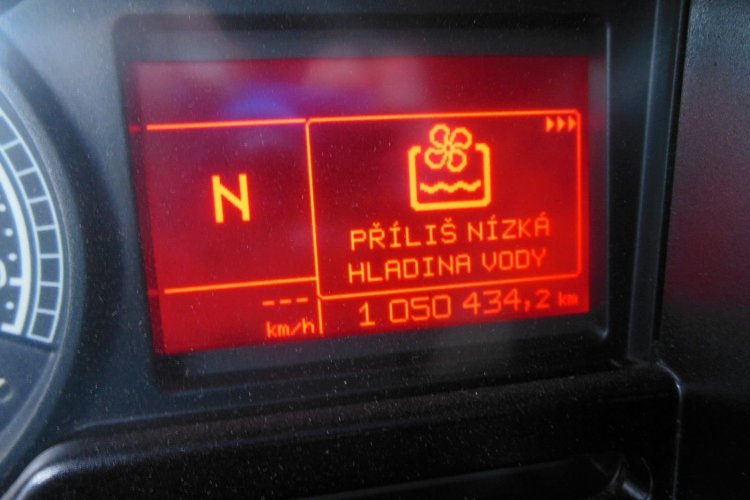 N
PŘÍLIŠ NÍZKÁ
HLADINA VODY
---
km/h
1 050 434,2 km